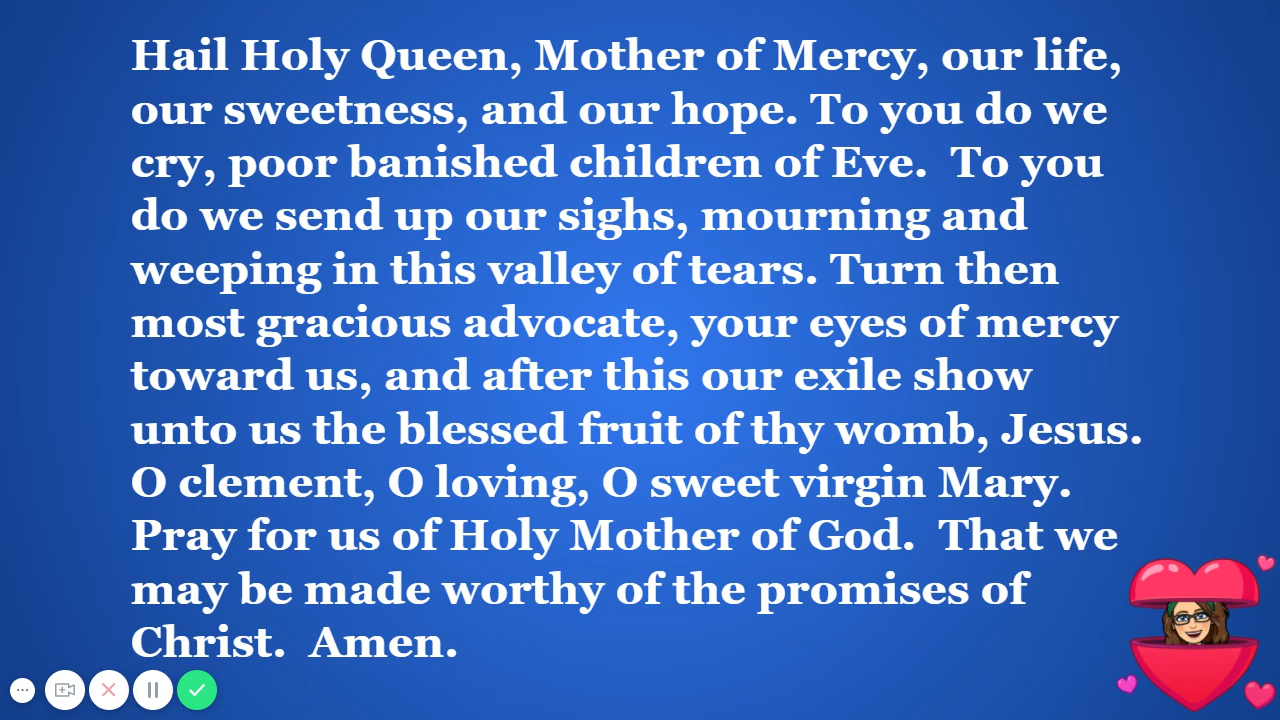 Hail Holy Queen, Mother of Mercy, our life,
our sweetness, and our hope. To you do we
cry, poor banished children of Eve.  To you
do we send up our sighs, mourning and
weeping in this valley of tears. Turn then
most gracious advocate, your eyes of mercy
toward us, and after this our exile show
unto us the blessed fruit of thy womb, Jesus.
O clement, O loving, O sweet virgin Mary.
Pray for us of Holy Mother of God.  That we
may be made worthy of the promises of
Christ.  Amen.